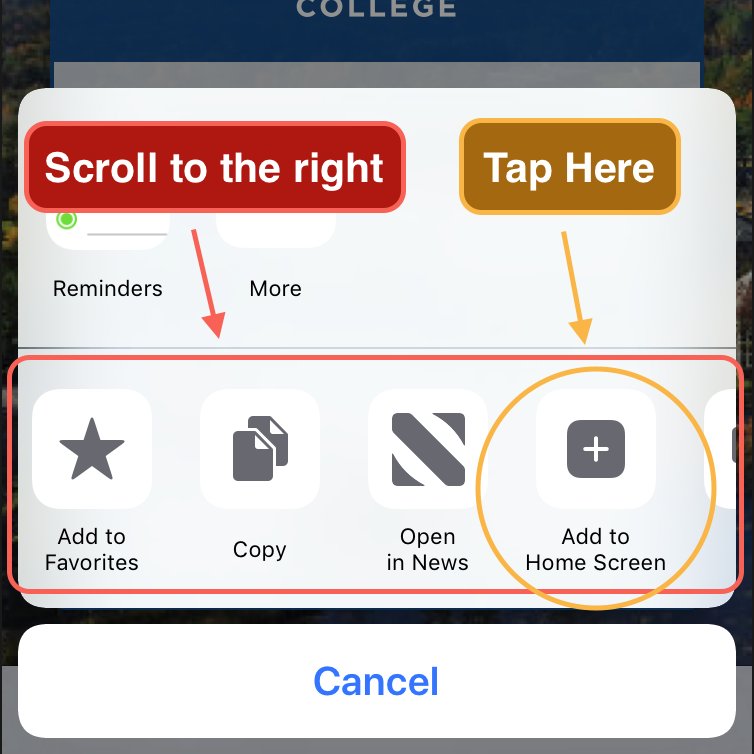 COLLEGE
Scroll to the right
Tap Here
Reminders
More
Add to
Favorites
Copy
Open
in News
Add to
Home Screen
Cancel